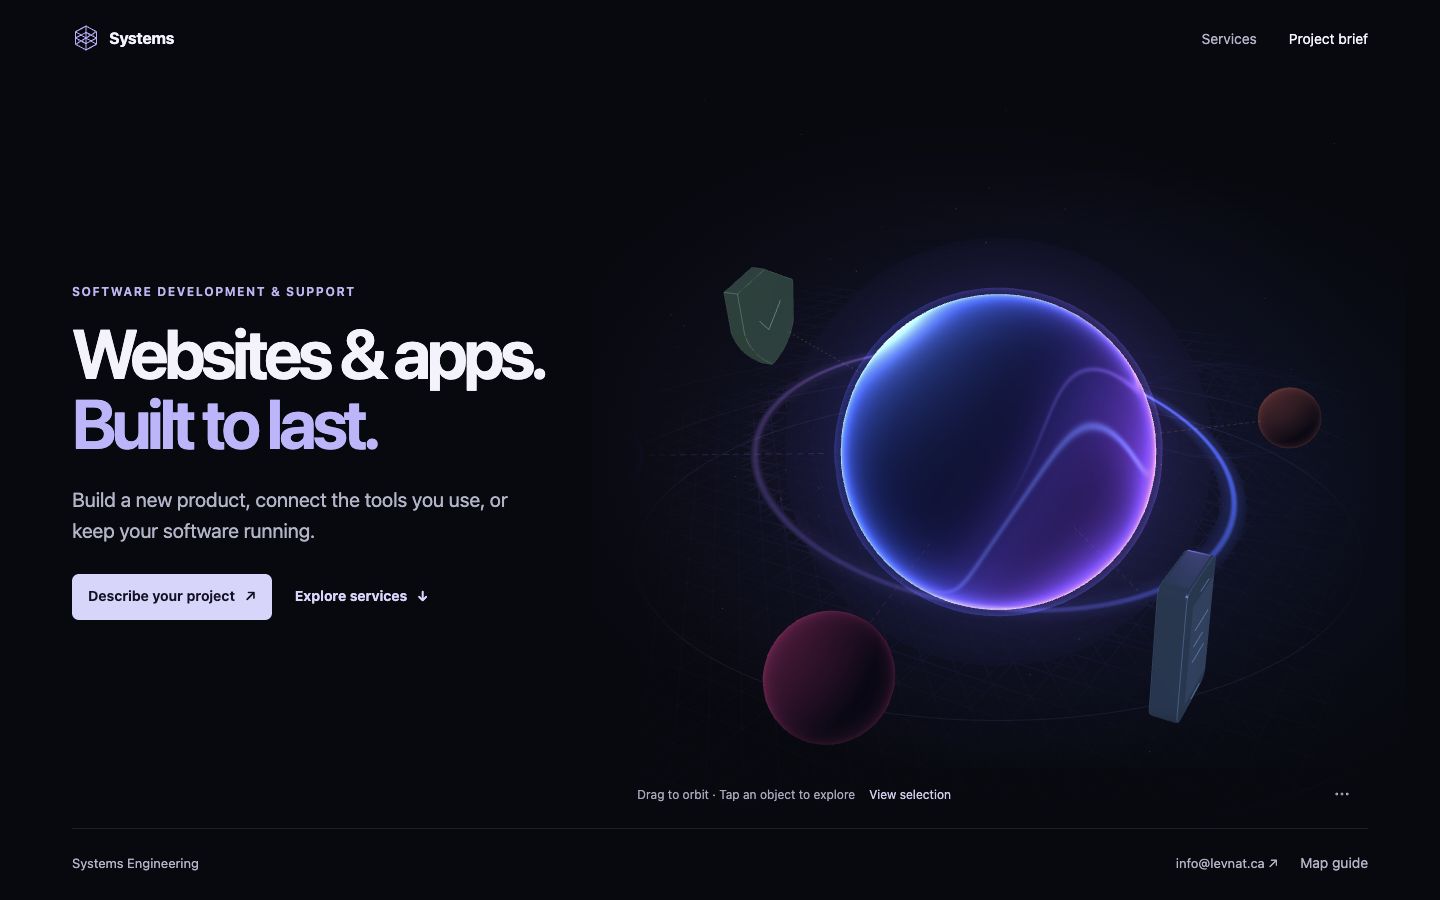 Systems
Services
Project brief
SOFTWARE DEVELOPMENT & SUPPORT
Websites & apps.
Built to last.
Build a new product, connect the tools you use, or
keep your software running.
Describe your project ↗
Explore services ↓
Drag to orbit · Tap an object to explore
View selection
Systems Engineering
info@levnat.ca ↗
Map guide